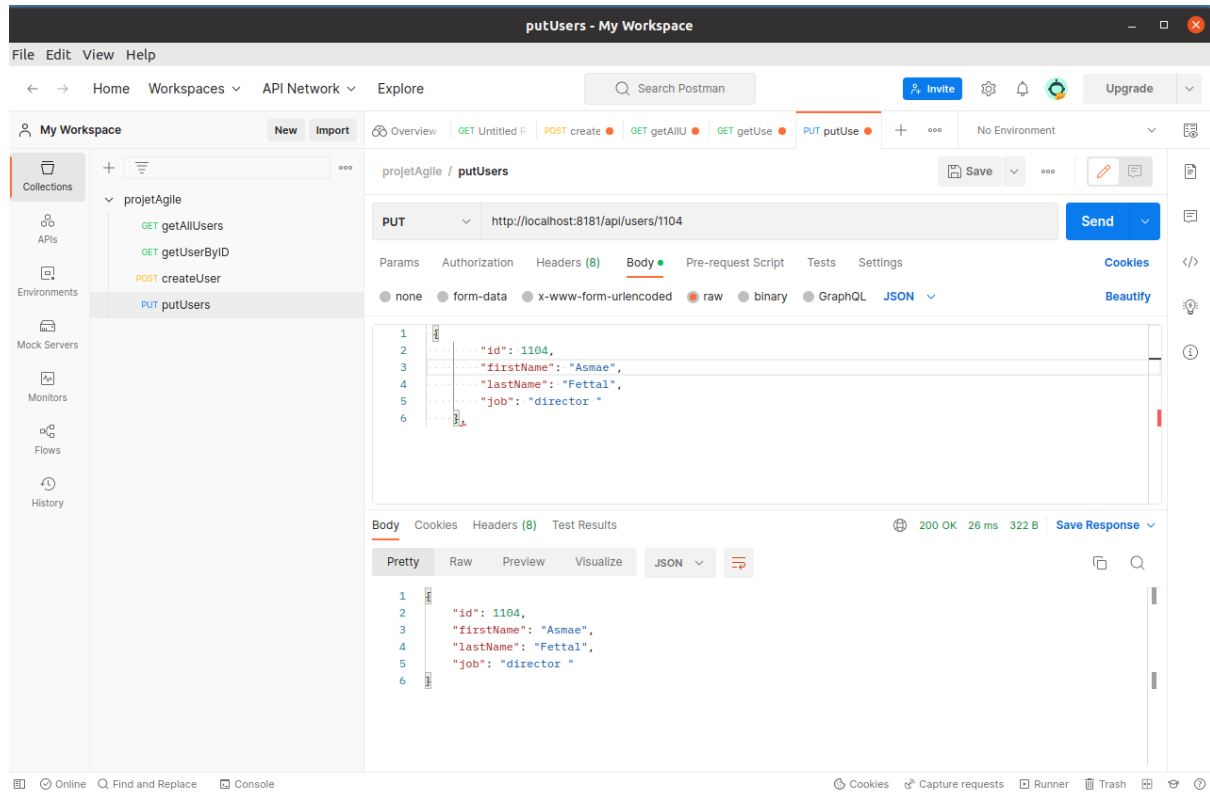 putUsers - My Workspace
File Edit View Help
Home Workspaces API Network Explore Search Postman Invite Upgrade
My Workspace New Import Overview GET Untitled R POST create GET getAllU GET getUse PUT putUse No Environment
Collections
APIs
Environments
Mock Servers
Monitors
Flows
History
projetAgile
GET getAllUsers
GET getUserByID
POST createUser
PUT putUsers
projetAgile / putUsers Save
PUT http://localhost:8181/api/users/1104 Send
Params Authorization Headers (8) Body Pre-request Script Tests Settings Cookies
none form-data x-www-form-urlencoded raw binary GraphQL JSON Beautify
1 {
2 "id": 1104,
3 "firstName": "Asmae",
4 "lastName": "Fettal",
5 "job": "director "
6 },
Body Cookies Headers (8) Test Results 200 OK 26 ms 322 B Save Response
Pretty Raw Preview Visualize JSON
1 {
2 "id": 1104,
3 "firstName": "Asmae",
4 "lastName": "Fettal",
5 "job": "director "
6 }
Online Find and Replace Console Cookies Capture requests Runner Trash